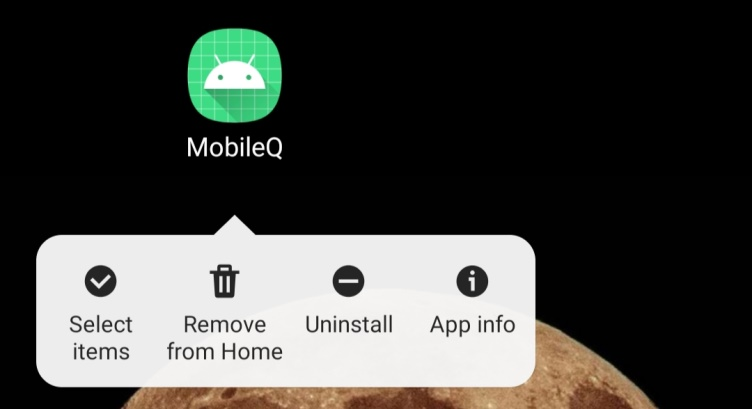 MobileQ
Select
items
Remove
from Home
Uninstall
App info